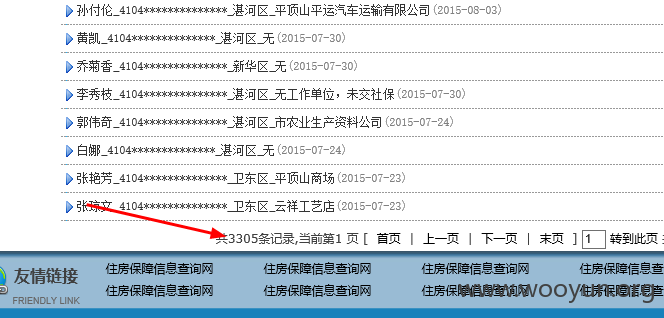 孙付伦_4104**************_湛河区_平顶山平运汽车运输有限公司(2015-08-03)
黄凯_4104**************_湛河区_无(2015-07-30)
乔菊香_4104**************_新华区_无(2015-07-30)
李秀枝_4104**************_湛河区_无工作单位，未交社保(2015-07-30)
郭伟奇_4104**************_湛河区_市农业生产资料公司(2015-07-24)
白娜_4104**************_湛河区_无(2015-07-24)
张艳芳_4104**************_卫东区_平顶山商场(2015-07-23)
张琼文_4104**************_卫东区_云祥工艺店(2015-07-23)
共3305条记录,当前第1 页 [ 首页 | 上一页 | 下一页 | 末页 ] 1 转到此页
友情链接 住房保障信息查询网 住房保障信息查询网 住房保障信息查询网 住房保障信息
FRIENDLY LINK 住房保障信息查询网 住房保障信息查询网 住房保障信息查询网 住房保障信息
www.wooyun.org